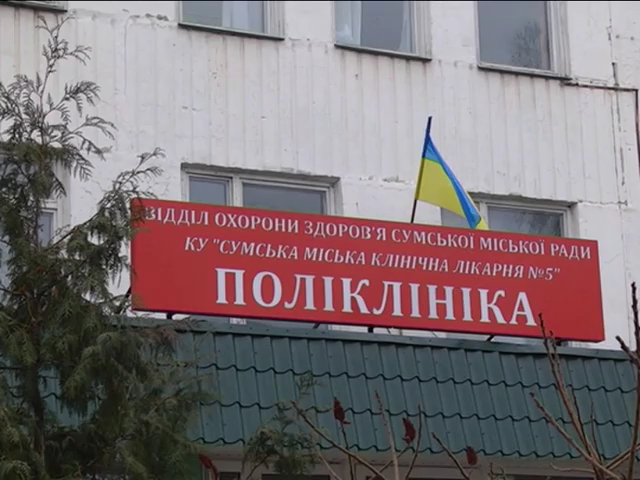 ВІДДІЛ ОХОРОНИ ЗДОРОВ'Я СУМСЬКОЇ МІСЬКОЇ РАДИ
КУ "СУМСЬКА МІСЬКА КЛІНІЧНА ЛІКАРНЯ №5"
ПОЛІКЛІНІКА